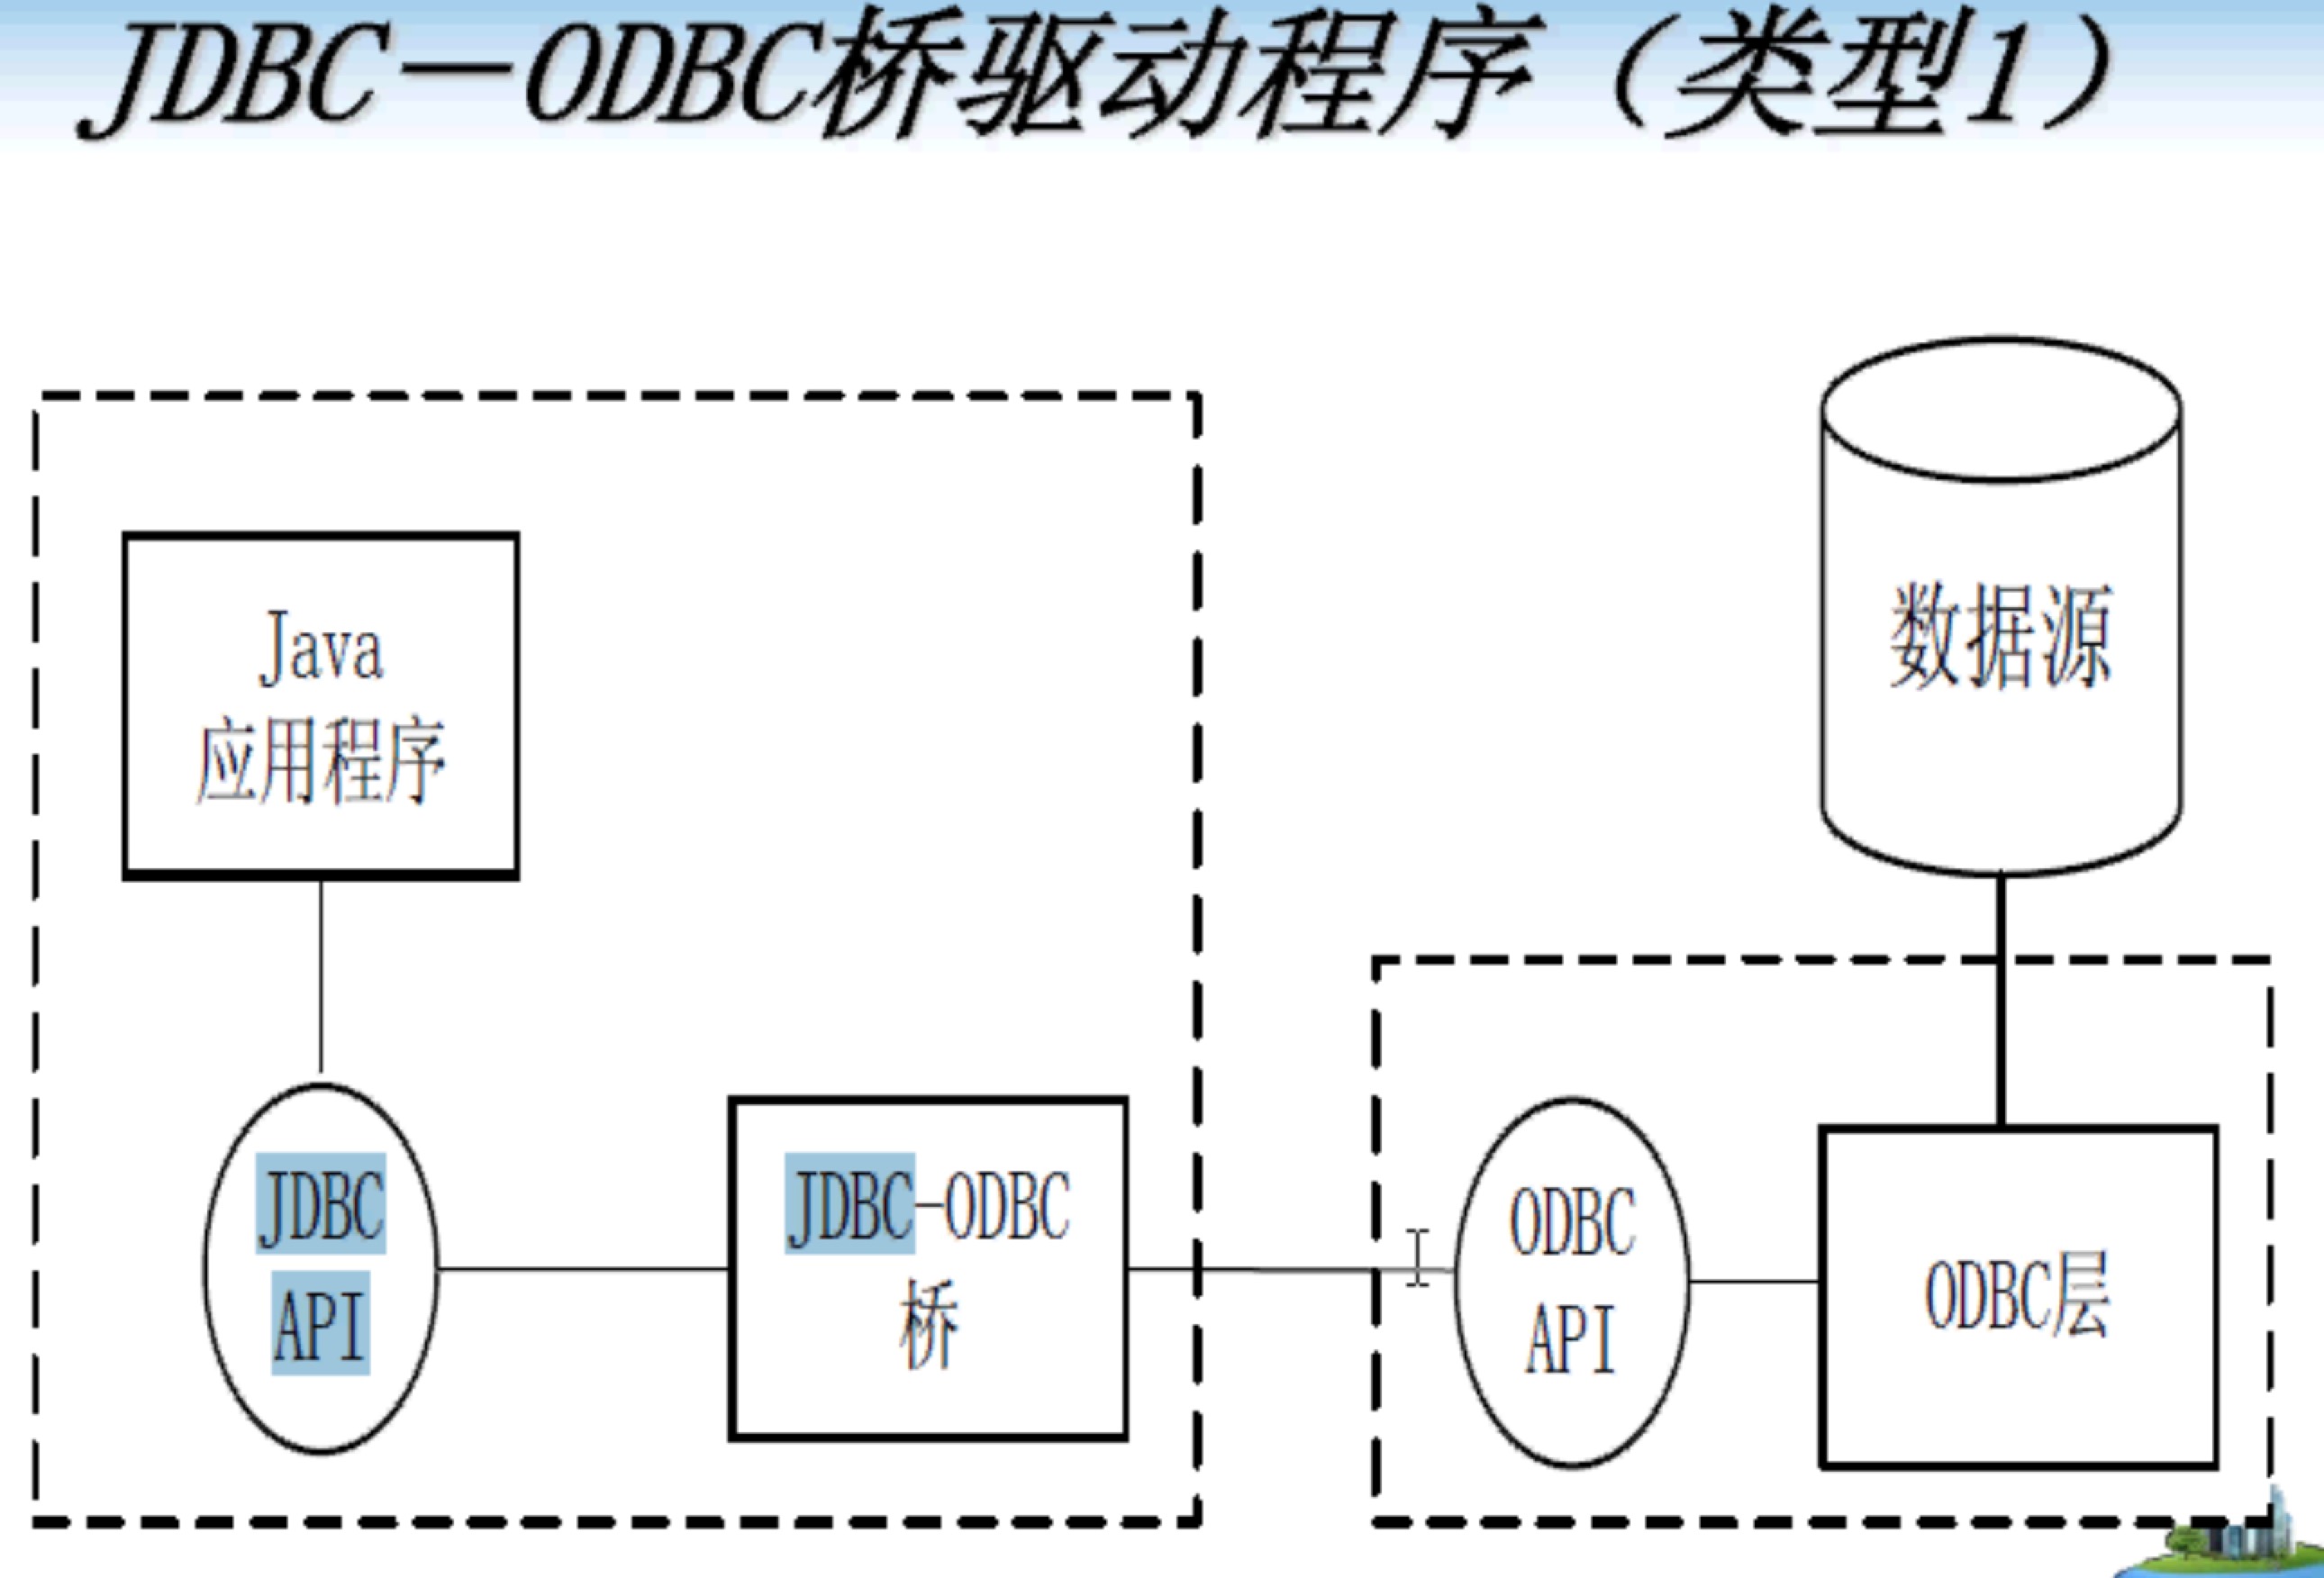 JDBC—ODBC桥驱动程序（类型1）
Java
应用程序
数据源
JDBC
API
JDBC-ODBC
桥
ODBC
API
ODBC层